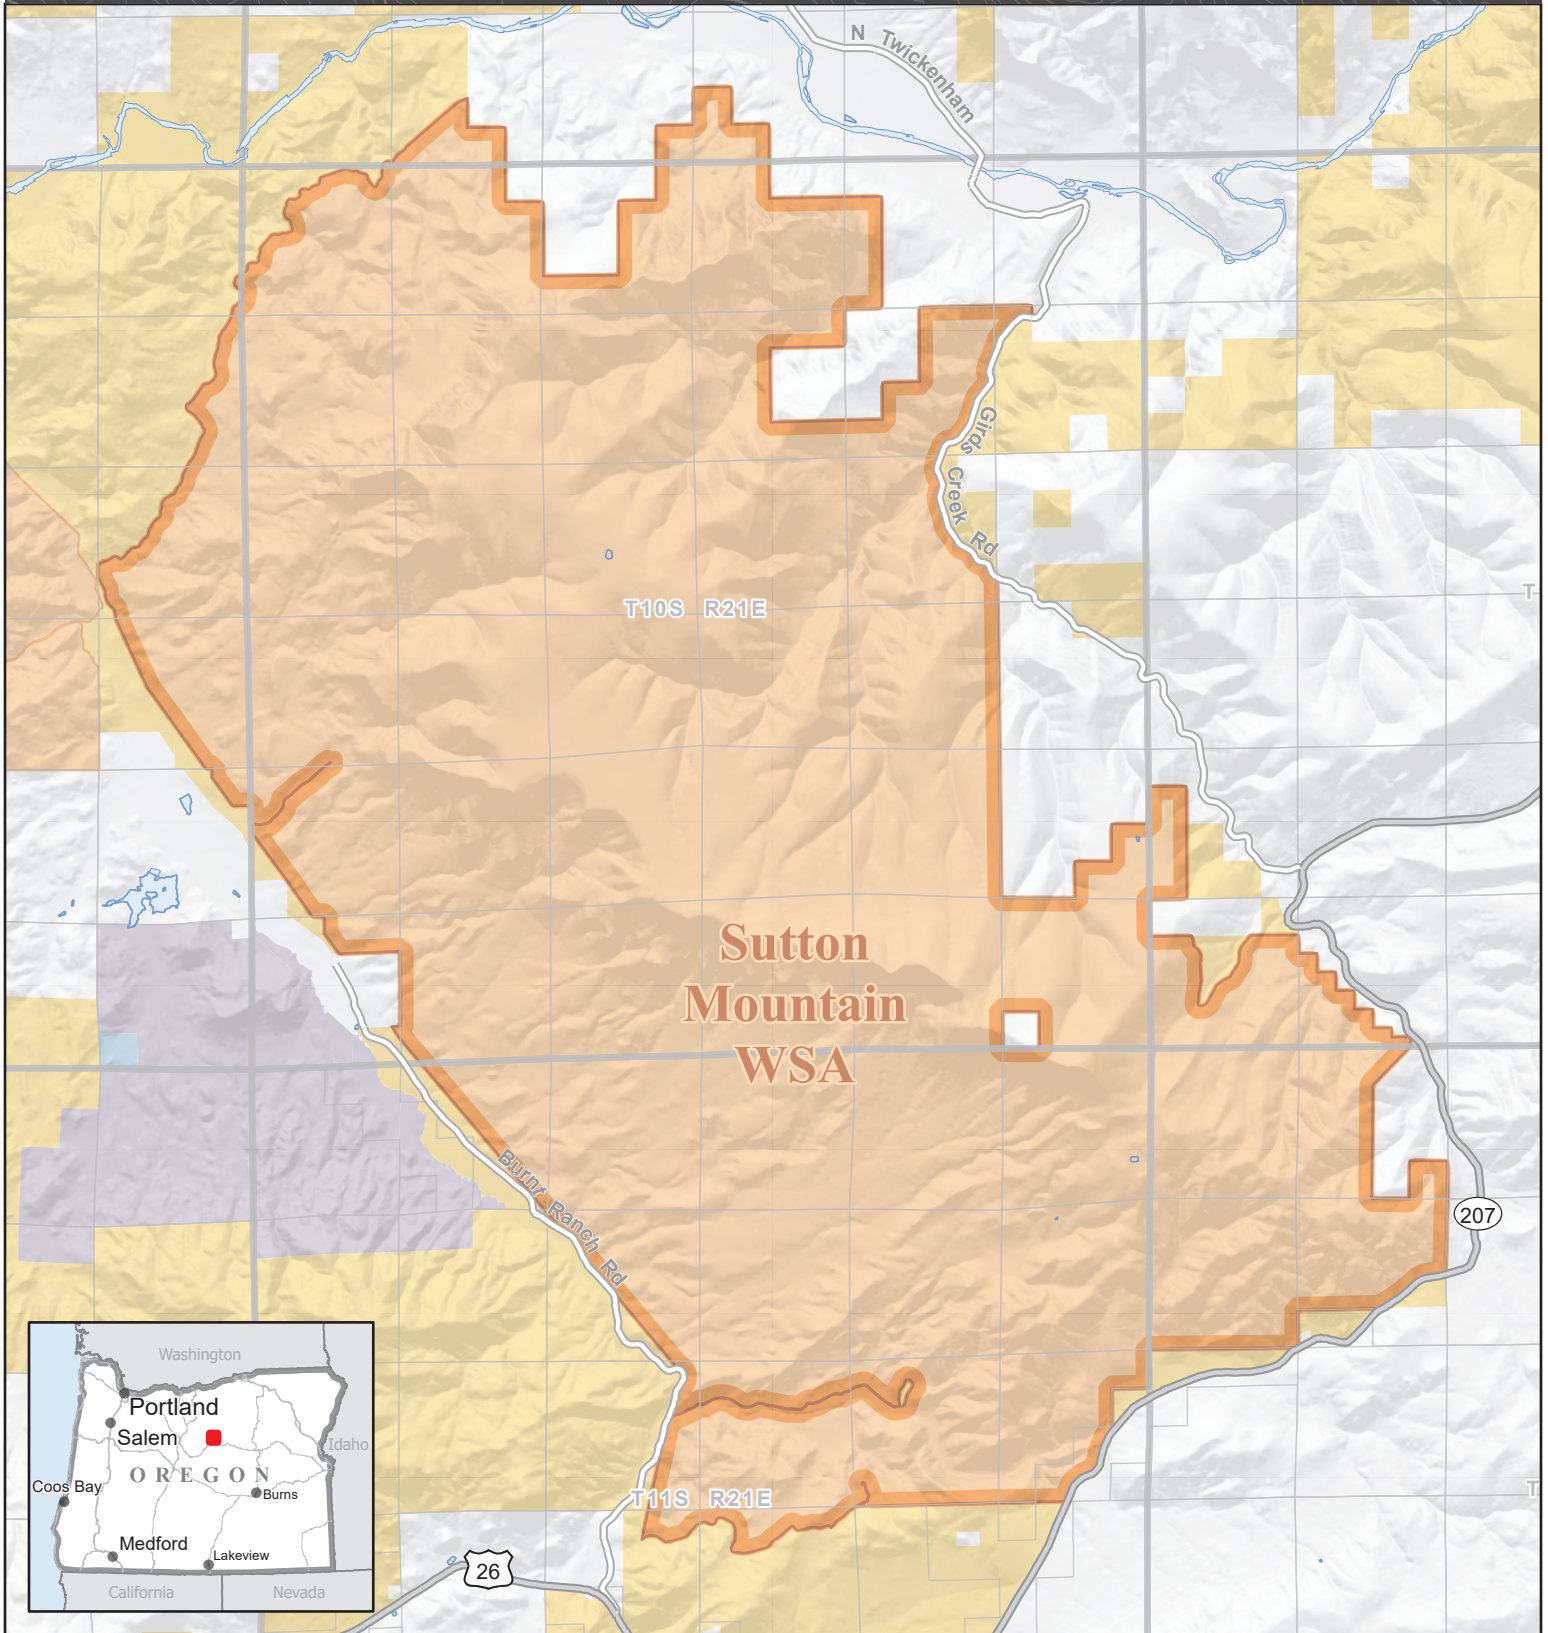 N Twickenham
Girds Creek Rd
T10S R21E
T
Sutton
Mountain
WSA
Burnt Ranch Rd
207
Washington
Portland
Salem
Idaho
OREGON
Coos Bay
Burns
Medford
Lakeview
California
Nevada
T11S R21E
T
26